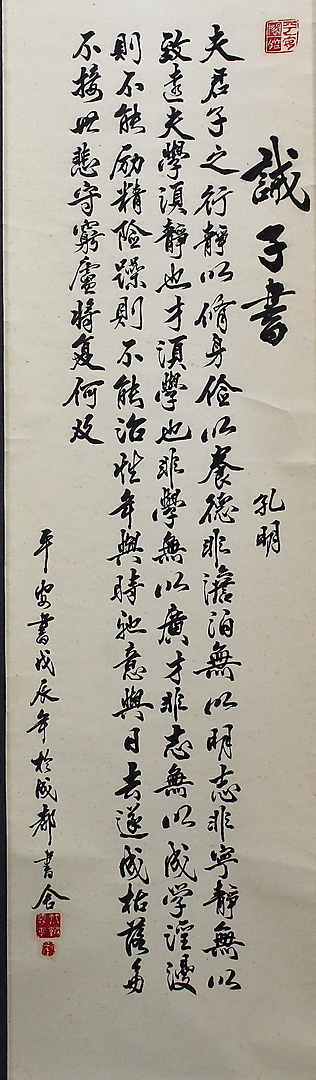 誡子書
孔明
夫君子之行靜以脩身儉以養德非澹泊無以明志非寧靜無以
致遠夫學須靜也才須學也非學無以廣才非志無以成学淫漫
則不能励精险躁則不能治性年與時馳意與日去遂成枯落多
不接世悲守窮廬将复何及
平安書戊辰年於成都書舍